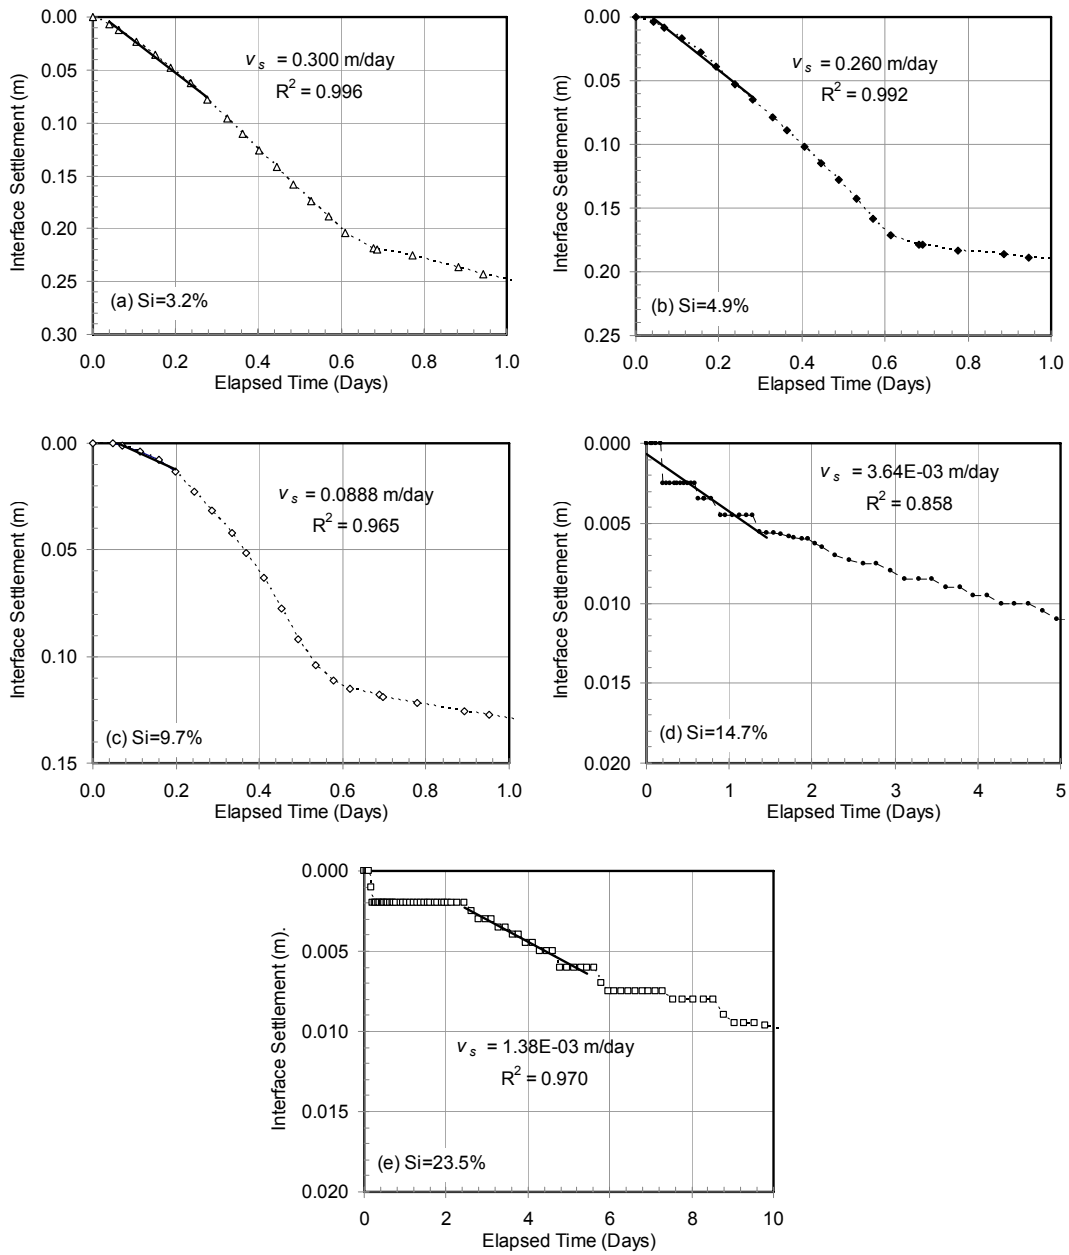 0.00
0.05
0.10
0.15
0.20
0.25
0.30
Interface Settlement (m)
v s = 0.300 m/day
R2 = 0.996
(a) Si=3.2%
0.0 0.2 0.4 0.6 0.8 1.0
Elapsed Time (Days)
0.00
0.05
0.10
0.15
0.20
0.25
Interface Settlement (m)
v s = 0.260 m/day
R2 = 0.992
(b) Si=4.9%
0.0 0.2 0.4 0.6 0.8 1.0
Elapsed Time (Days)
0.00
0.05
0.10
0.15
Interface Settlement (m)
v s = 0.0888 m/day
R2 = 0.965
(c) Si=9.7%
0.0 0.2 0.4 0.6 0.8 1.0
Elapsed Time (Days)
0.000
0.005
0.010
0.015
0.020
Interface Settlement (m)
v s = 3.64E-03 m/day
R2 = 0.858
(d) Si=14.7%
0 1 2 3 4 5
Elapsed Time (Days)
0.000
0.005
0.010
0.015
0.020
Interface Settlement (m).
v s = 1.38E-03 m/day
R2 = 0.970
(e) Si=23.5%
0 2 4 6 8 10
Elapsed Time (Days)